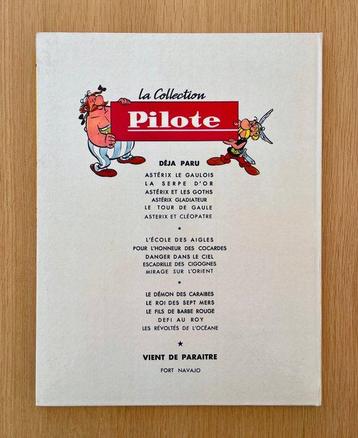 La Collection
Pilote
DÉJA PARU
ASTÉRIX LE GAULOIS
LA SERPE D'OR
ASTÉRIX ET LES GOTHS
ASTÉRIX GLADIATEUR
LE TOUR DE GAULE
ASTERIX ET CLÉOPATRE
L'ÉCOLE DES AIGLES
POUR L'HONNEUR DES COCARDES
DANGER DANS LE CIEL
ESCADRILLE DES CIGOGNES
MIRAGE SUR L'ORIENT
LE DÉMON DES CARAIBES
LE ROI DES SEPT MERS
LE FILS DE BARBE ROUGE
DEFI AU ROY
LES RÉVOLTÉS DE L'OCÉANE
VIENT DE PARAITRE
FORT NAVAJO